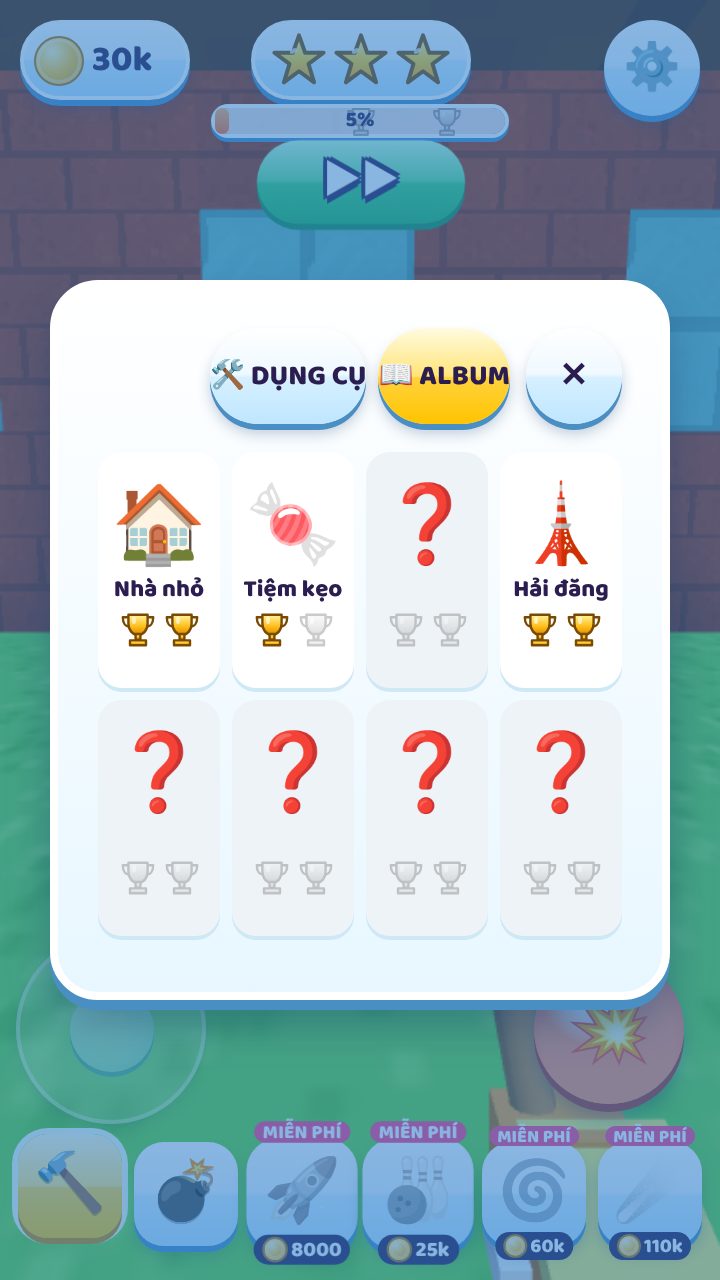 30k
5%
DỤNG CỤ
ALBUM
✕
Nhà nhỏ
Tiệm kẹo
Hải đăng
MIỄN PHÍ
MIỄN PHÍ
MIỄN PHÍ
MIỄN PHÍ
8000
25k
60k
110k